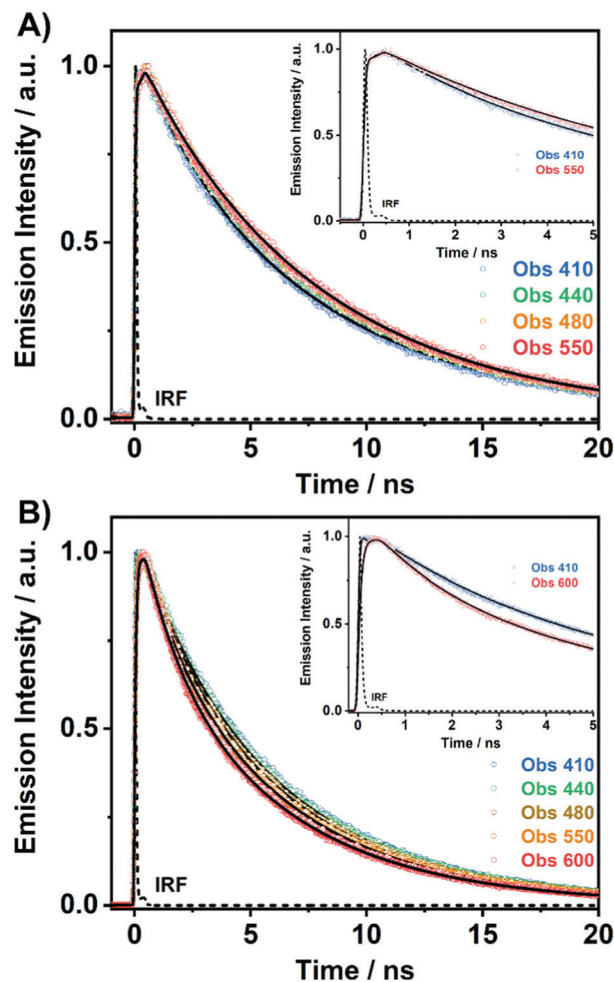 A)
Emission Intensity / a.u.
1.0
0.5
0.0
IRF
0 5 10 15 20
Time / ns
Obs 410
Obs 440
Obs 480
Obs 550
Emission Intensity / a.u.
1.0
0.5
0.0
IRF
Obs 410
Obs 550
0 1 2 3 4 5
Time / ns
B)
Emission Intensity / a.u.
1.0
0.5
0.0
IRF
0 5 10 15 20
Time / ns
Obs 410
Obs 440
Obs 480
Obs 550
Obs 600
Emission Intensity / a.u.
1.0
0.5
0.0
IRF
Obs 410
Obs 600
0 1 2 3 4 5
Time / ns